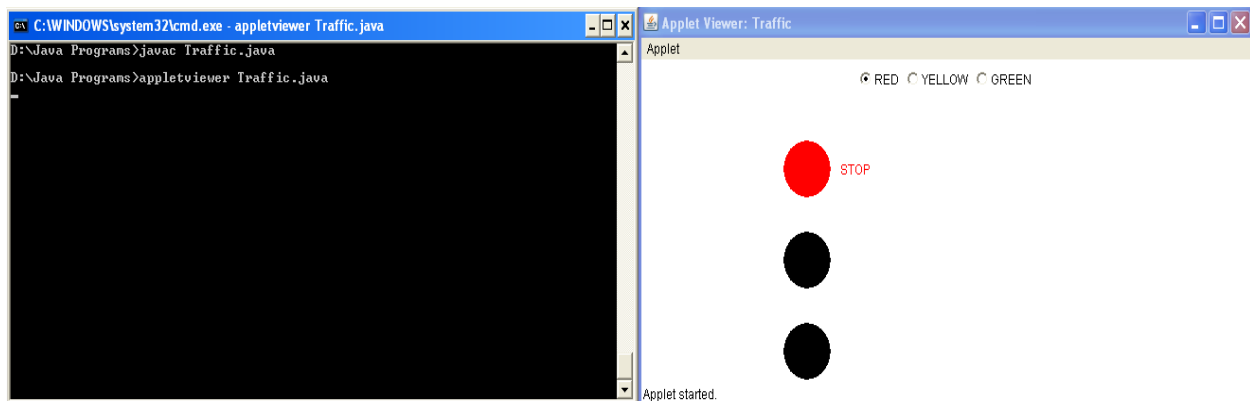 C:\WINDOWS\system32\cmd.exe - appletviewer Traffic.java
D:\Java Programs>javac Traffic.java
D:\Java Programs>appletviewer Traffic.java
Applet Viewer: Traffic
Applet
RED YELLOW GREEN
STOP
Applet started.